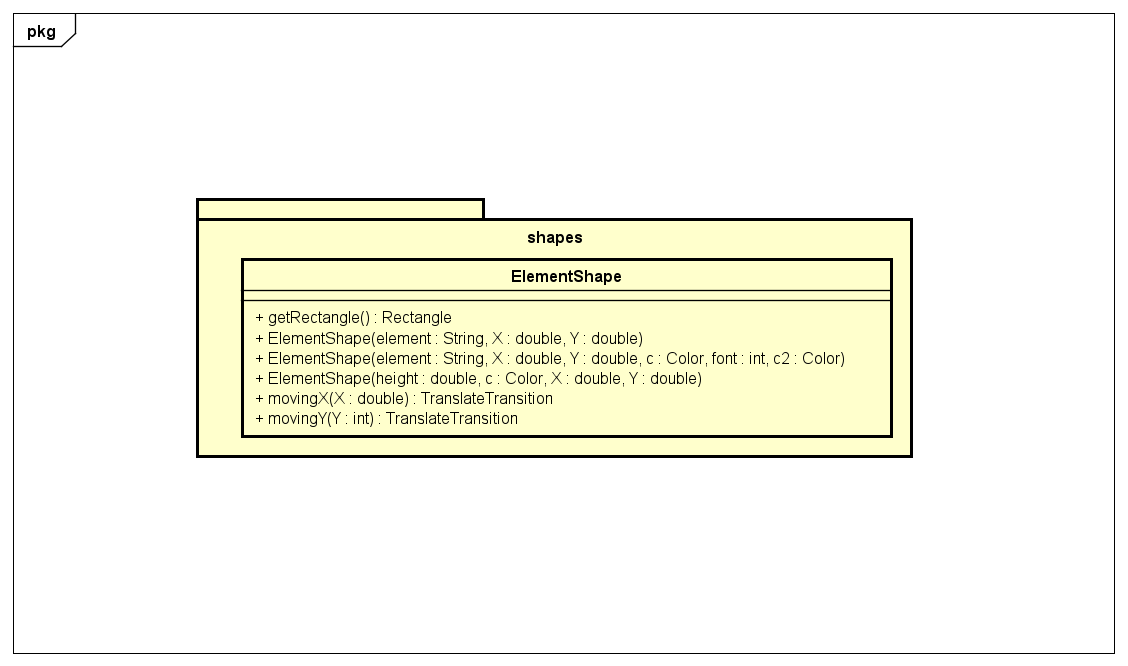 pkg
shapes
ElementShape
+ getRectangle() : Rectangle
+ ElementShape(element : String, X : double, Y : double)
+ ElementShape(element : String, X : double, Y : double, c : Color, font : int, c2 : Color)
+ ElementShape(height : double, c : Color, X : double, Y : double)
+ movingX(X : double) : TranslateTransition
+ movingY(Y : int) : TranslateTransition